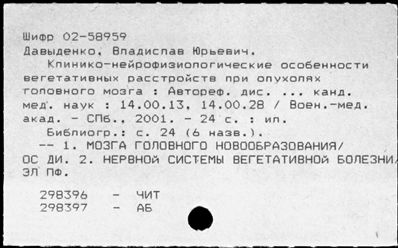 Шифр 02-58959
Давыденко, Владислав Юрьевич.
Клинико-нейрофизиологические особенности
вегетативных расстройств при опухолях
головного мозга : Автореф. дис. ... канд.
мед. наук : 14.00.13, 14.00.28 / Воен.-мед.
акад. - СПб., 2001. - 24 с. : ил.
Библиогр.: с. 24 (6 назв.).
-- 1. МОЗГА ГОЛОВНОГО НОВООБРАЗОВАНИЯ/
ОС ДИ. 2. НЕРВНОЙ СИСТЕМЫ ВЕГЕТАТИВНОЙ БОЛЕЗНИ/
ЭЛ ПФ.
298396 - ЧИТ
298397 - АБ